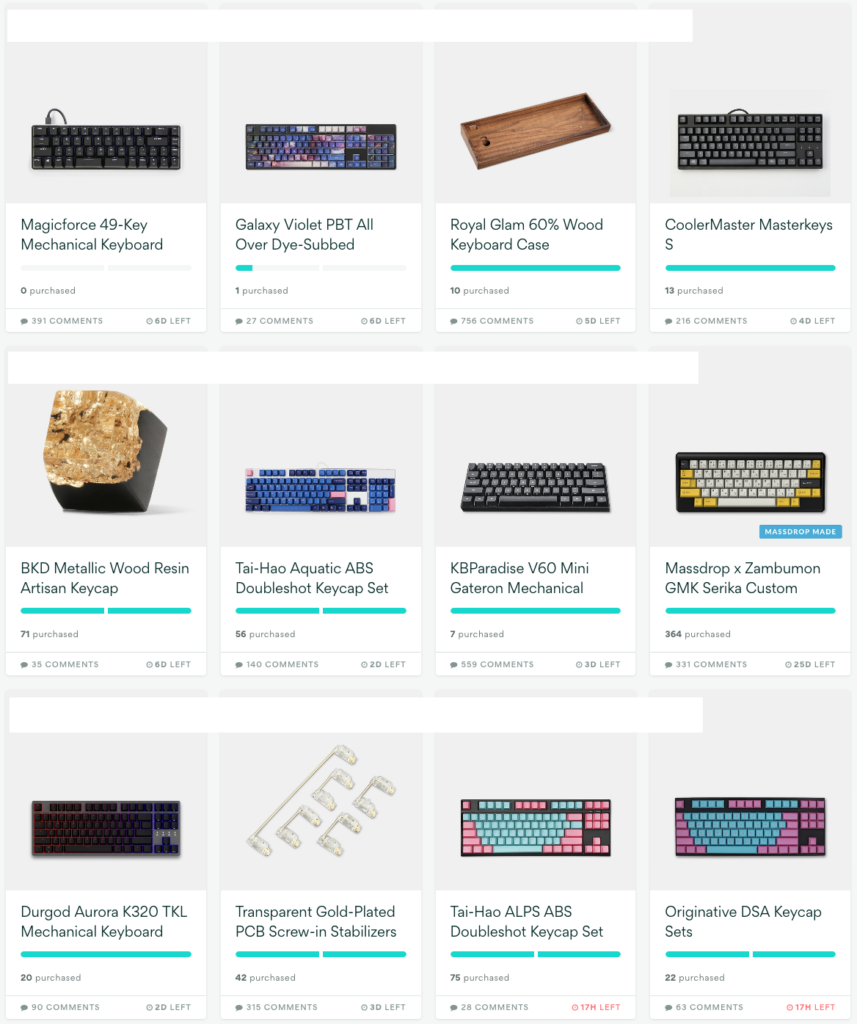 Magicforce 49-Key
Mechanical Keyboard
0 purchased
391 COMMENTS
6D LEFT
Galaxy Violet PBT All
Over Dye-Subbed
1 purchased
27 COMMENTS
6D LEFT
Royal Glam 60% Wood
Keyboard Case
10 purchased
756 COMMENTS
5D LEFT
CoolerMaster Masterkeys
S
13 purchased
216 COMMENTS
4D LEFT
BKD Metallic Wood Resin
Artisan Keycap
71 purchased
35 COMMENTS
6D LEFT
Tai-Hao Aquatic ABS
Doubleshot Keycap Set
56 purchased
140 COMMENTS
2D LEFT
KBParadise V60 Mini
Gateron Mechanical
7 purchased
559 COMMENTS
3D LEFT
MASSDROP MADE
Massdrop x Zambumon
GMK Serika Custom
364 purchased
331 COMMENTS
25D LEFT
Durgod Aurora K320 TKL
Mechanical Keyboard
20 purchased
90 COMMENTS
2D LEFT
Transparent Gold-Plated
PCB Screw-in Stabilizers
42 purchased
315 COMMENTS
3D LEFT
Tai-Hao ALPS ABS
Doubleshot Keycap Set
75 purchased
28 COMMENTS
17H LEFT
Originative DSA Keycap
Sets
22 purchased
63 COMMENTS
17H LEFT